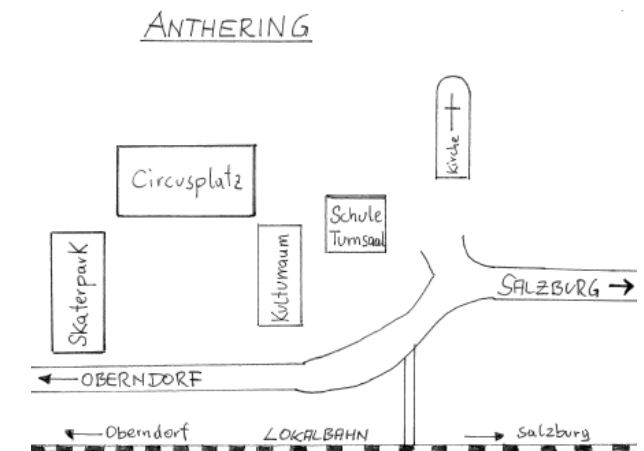 ANTHERING
Kirche
Circusplatz
Schule
Turnsaal
Skaterpark
Kulturraum
SALZBURG →
← OBERNDORF
← Oberndorf LOKALBAHN → Salzburg